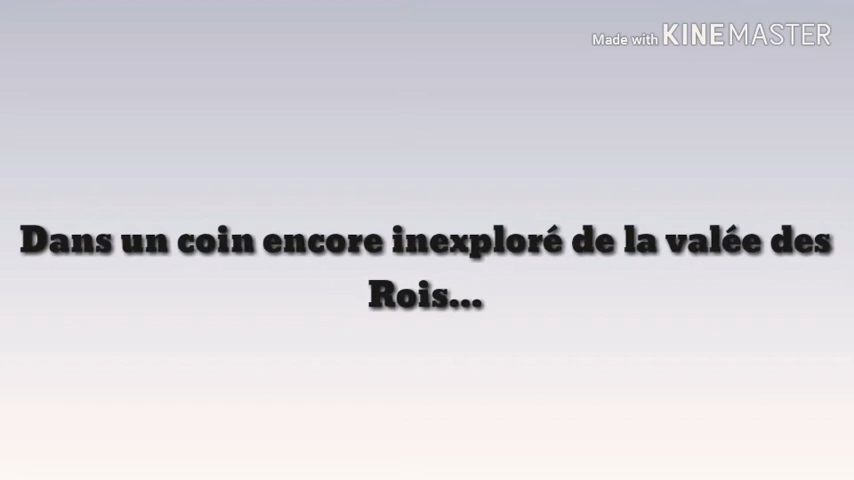 Made with KINEMASTER
Dans un coin encore inexploré de la valée des
Rois...